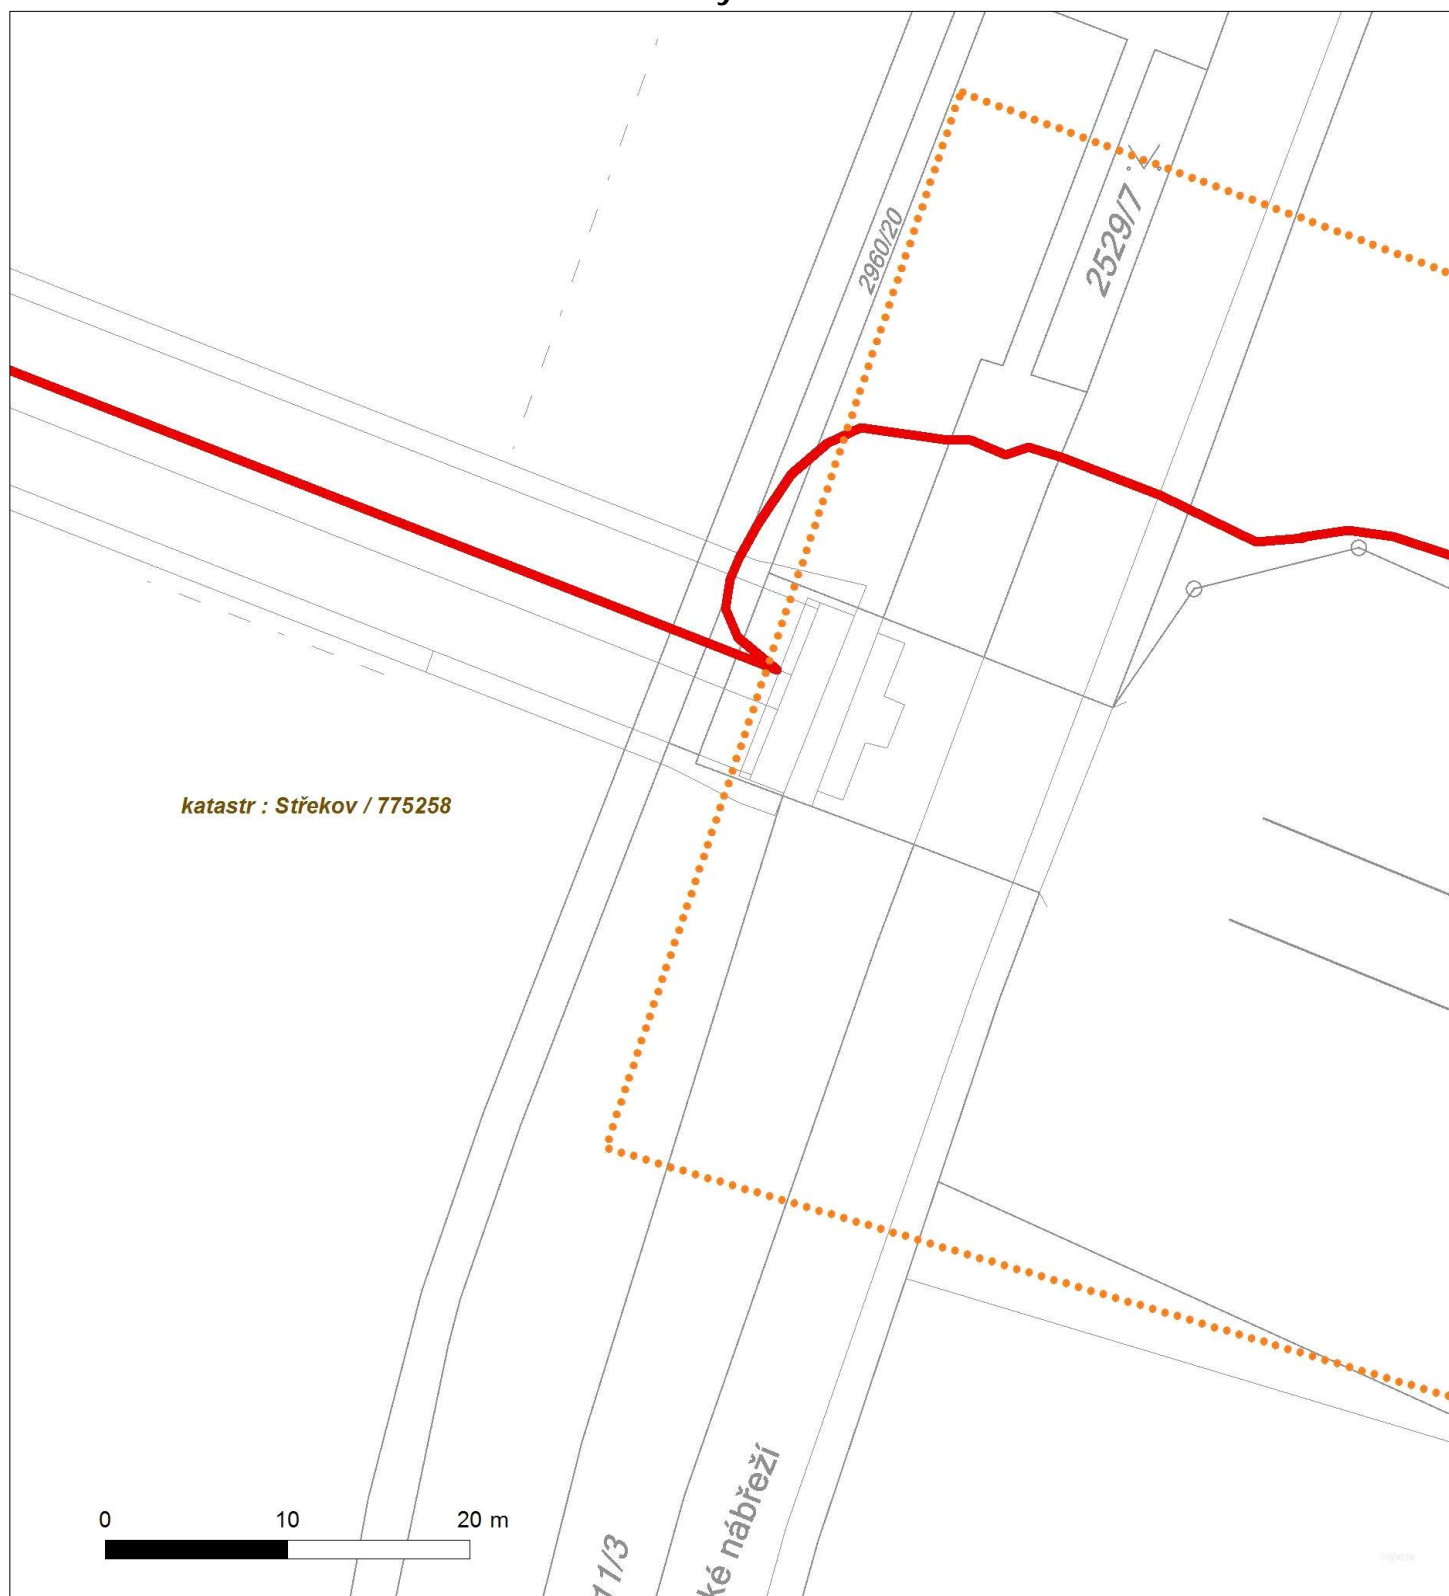 2960/20
2529/7
katastr : Střekov / 775258
0 10 20 m
11/3
ké nábřeží